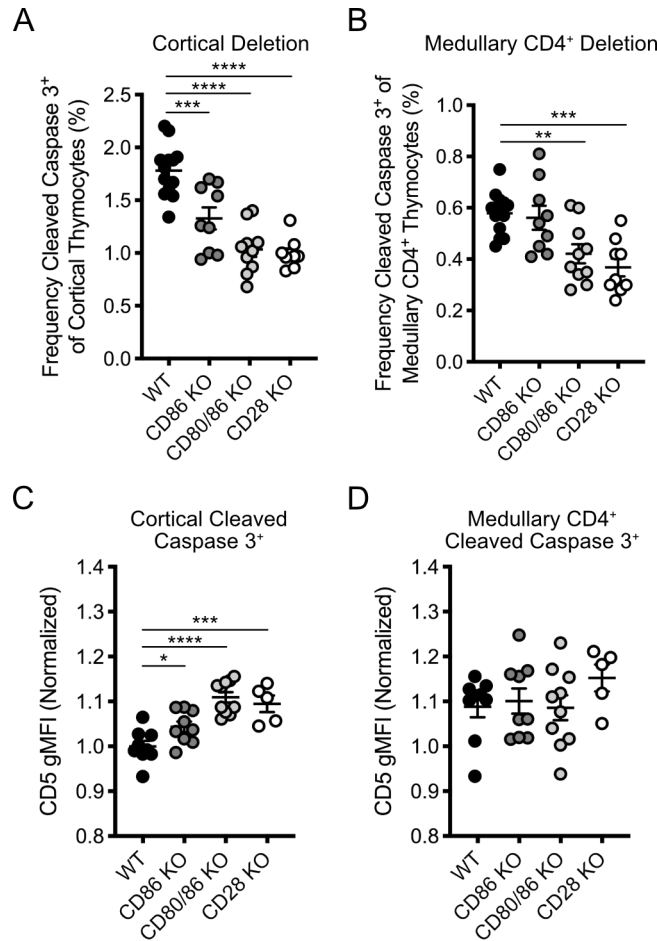 A
Cortical Deletion
Frequency Cleaved Caspase 3⁺
of Cortical Thymocytes (%)
2.5
2.0
1.5
1.0
0.5
0.0
****
****
***
WT
CD86 KO
CD80/86 KO
CD28 KO
B
Medullary CD4⁺ Deletion
Frequency Cleaved Caspase 3⁺ of
Medullary CD4⁺ Thymocytes (%)
1.0
0.8
0.6
0.4
0.2
0.0
***
**
WT
CD86 KO
CD80/86 KO
CD28 KO
C
Cortical Cleaved
Caspase 3⁺
CD5 gMFI (Normalized)
1.4
1.3
1.2
1.1
1.0
0.9
0.8
***
****
*
WT
CD86 KO
CD80/86 KO
CD28 KO
D
Medullary CD4⁺
Cleaved Caspase 3⁺
CD5 gMFI (Normalized)
1.4
1.3
1.2
1.1
1.0
0.9
0.8
WT
CD86 KO
CD80/86 KO
CD28 KO